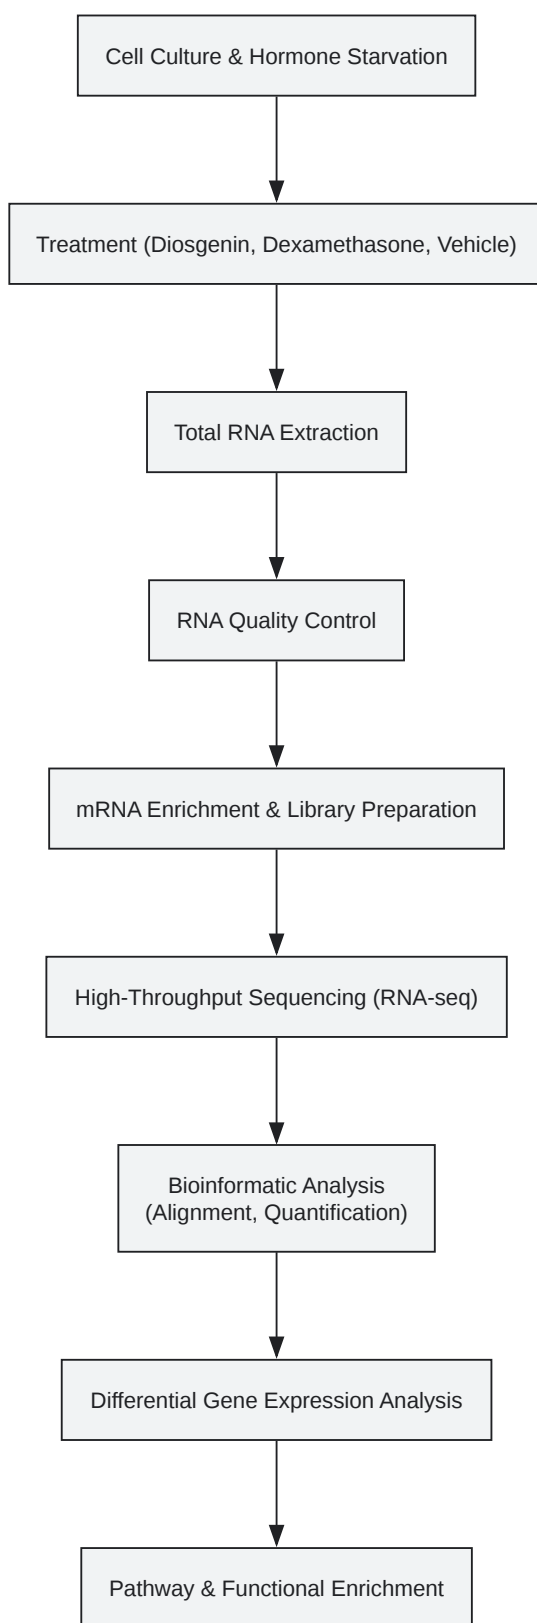 Cell Culture & Hormone Starvation
Treatment (Diosgenin, Dexamethasone, Vehicle)
Total RNA Extraction
RNA Quality Control
mRNA Enrichment & Library Preparation
High-Throughput Sequencing (RNA-seq)
Bioinformatic Analysis
(Alignment, Quantification)
Differential Gene Expression Analysis
Pathway & Functional Enrichment